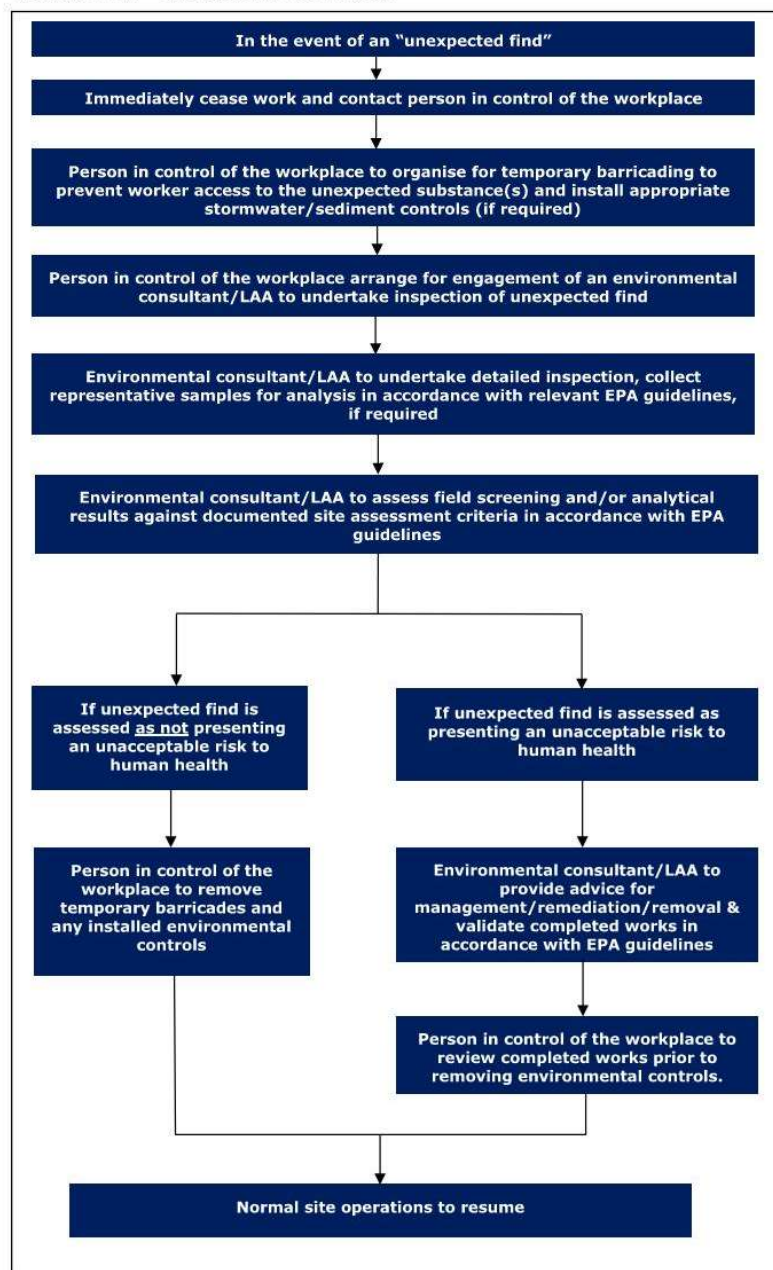 In the event of an “unexpected find”
Immediately cease work and contact person in control of the workplace
Person in control of the workplace to organise for temporary barricading to
prevent worker access to the unexpected substance(s) and install appropriate
stormwater/sediment controls (if required)
Person in control of the workplace arrange for engagement of an environmental
consultant/LAA to undertake inspection of unexpected find
Environmental consultant/LAA to undertake detailed inspection, collect
representative samples for analysis in accordance with relevant EPA guidelines,
if required
Environmental consultant/LAA to assess field screening and/or analytical
results against documented site assessment criteria in accordance with EPA
guidelines
If unexpected find is
assessed as not presenting
an unacceptable risk to
human health
If unexpected find is assessed as
presenting an unacceptable risk to
human health
Person in control of the
workplace to remove
temporary barricades and
any installed environmental
controls
Environmental consultant/LAA to
provide advice for
management/remediation/removal &
validate completed works in
accordance with EPA guidelines
Person in control of the workplace to
review completed works prior to
removing environmental controls.
Normal site operations to resume